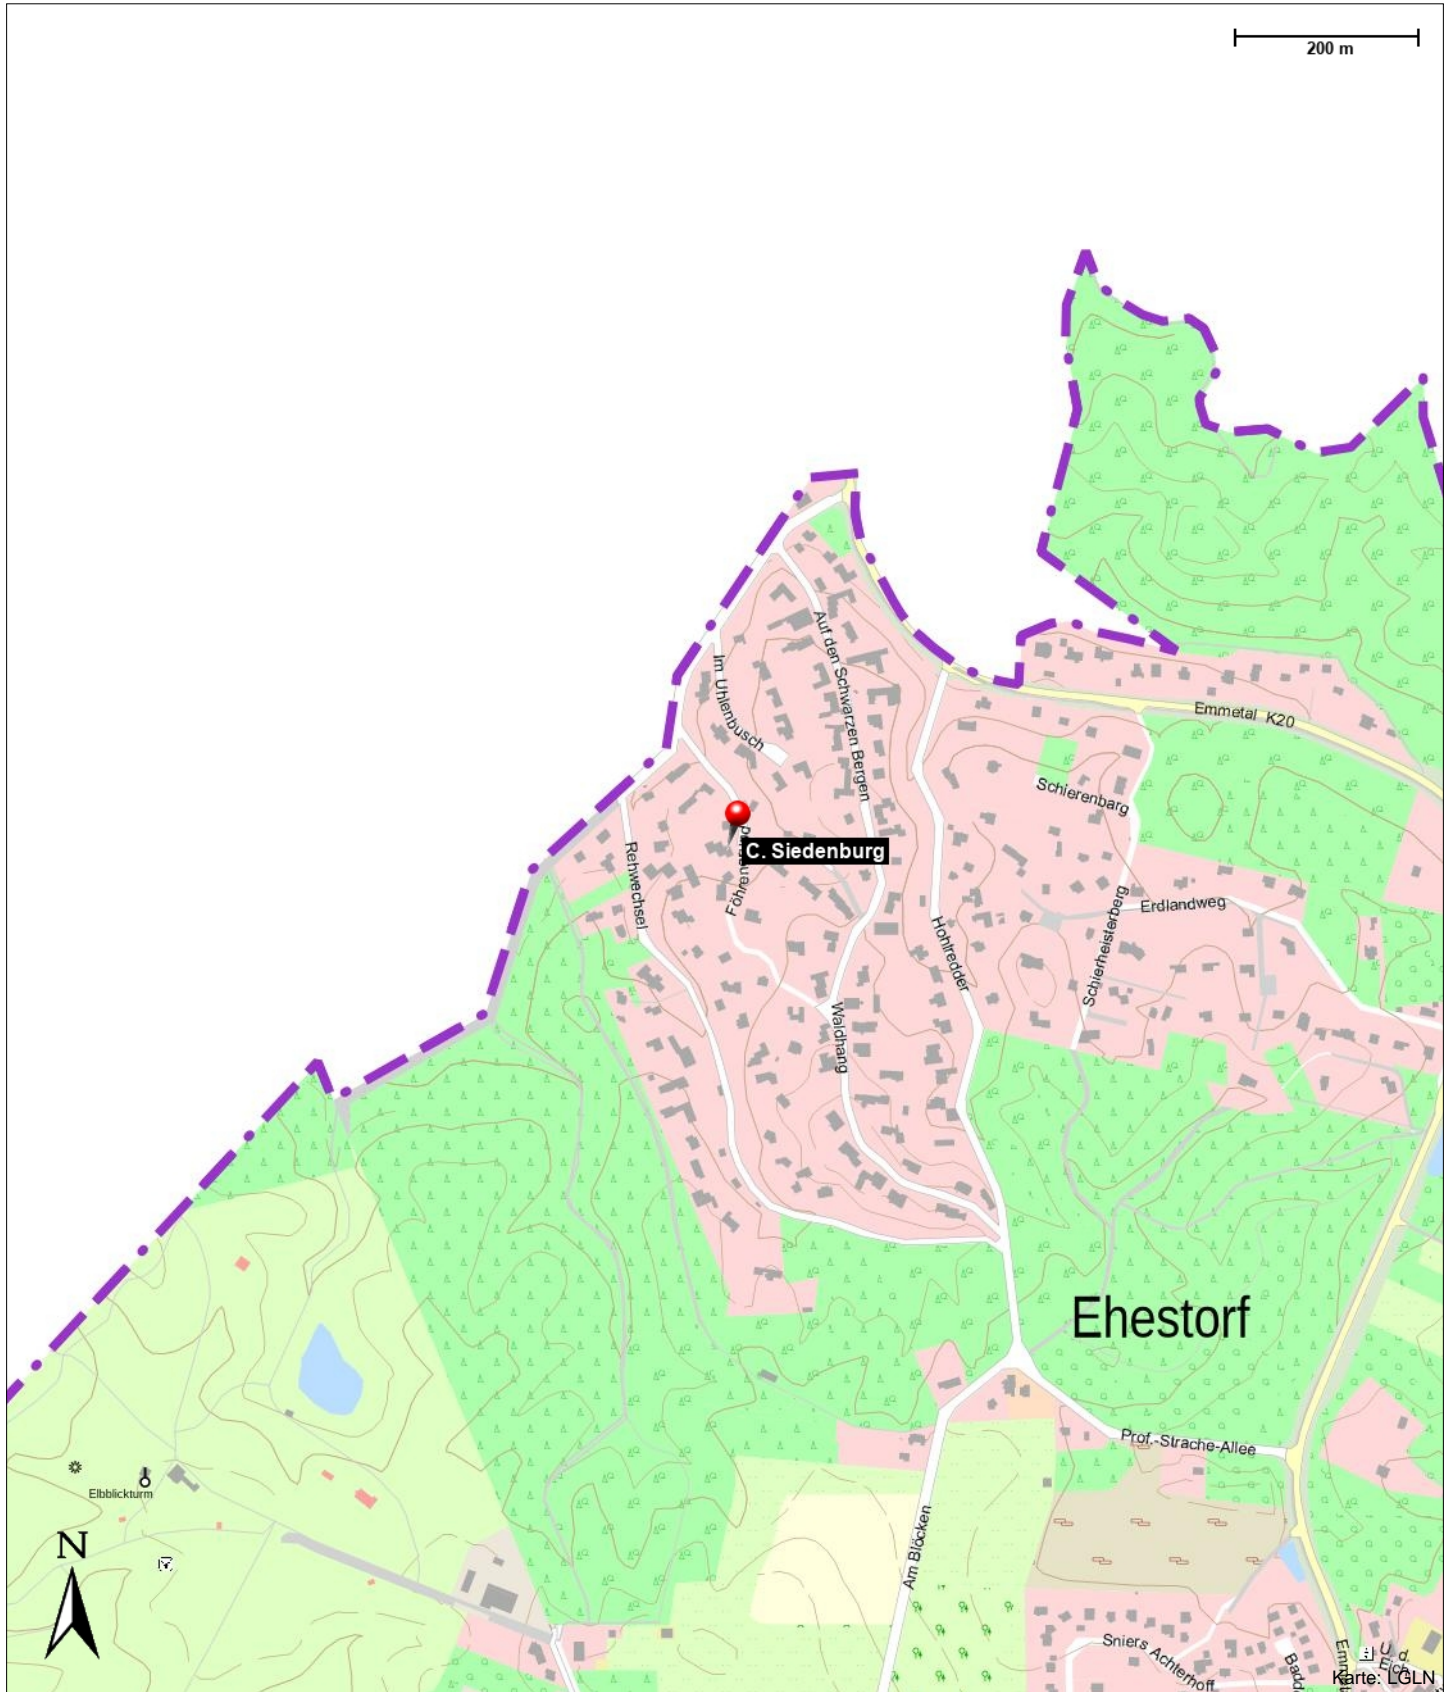 200 m
Auf den Schwarzen Bergen
Im Uhlenbusch
Emmetal K20
Schierenbarg
C. Siedenburg
Rehwechsel
Erdlandweg
Schierheisterberg
Hohlredder
Waldhang
Ehestorf
Prof.-Strache-Allee
Elbblickturm
Am Blöcken
N
Sniers Achterhoff
Karte: LGLN